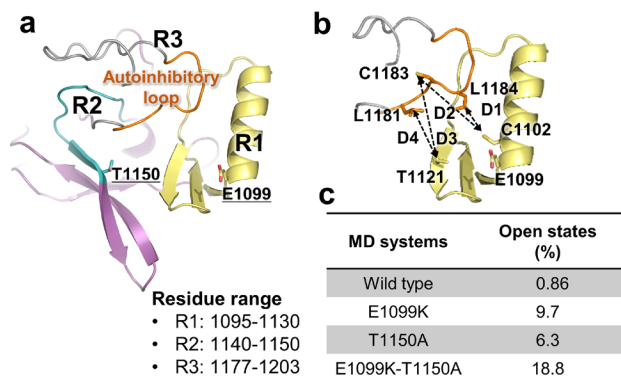 a
R3
Autoinhibitory
loop
R2
R1
T1150
E1099
Residue range
• R1: 1095-1130
• R2: 1140-1150
• R3: 1177-1203
b
C1183
L1184
L1181
D2
D1
C1102
D4
D3
T1121
E1099
c
MD systems
Open states
(%)
Wild type 0.86
E1099K 9.7
T1150A 6.3
E1099K-T1150A 18.8